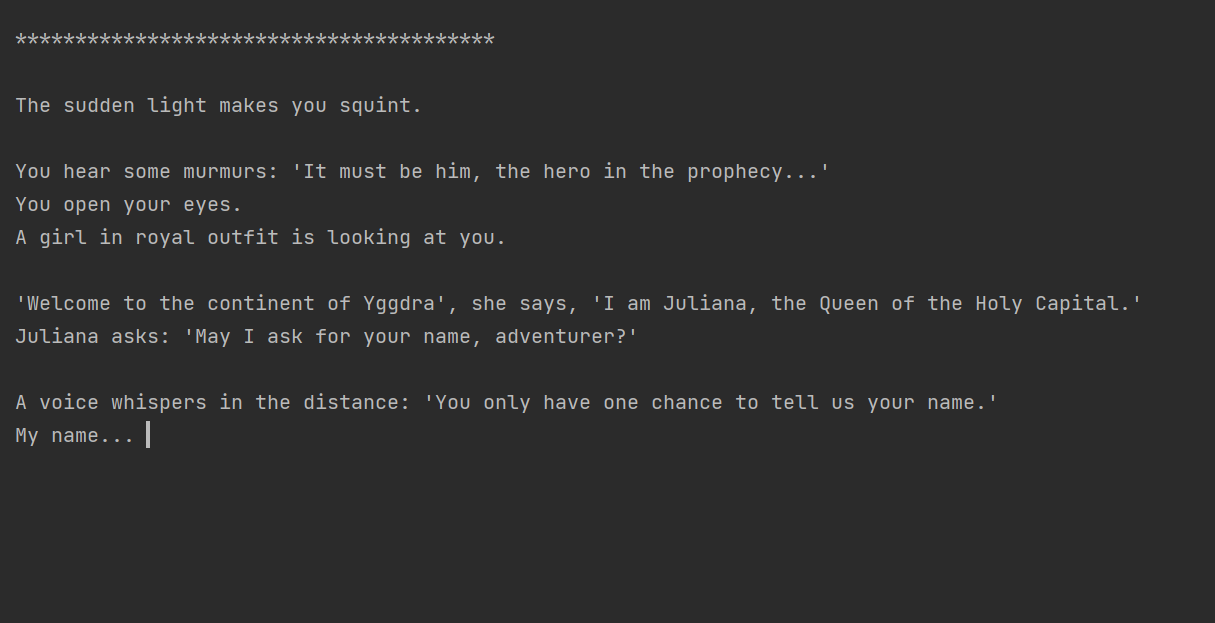 ****************************************
The sudden light makes you squint.
You hear some murmurs: 'It must be him, the hero in the prophecy...'
You open your eyes.
A girl in royal outfit is looking at you.
'Welcome to the continent of Yggdra', she says, 'I am Juliana, the Queen of the Holy Capital.'
Juliana asks: 'May I ask for your name, adventurer?'
A voice whispers in the distance: 'You only have one chance to tell us your name.'
My name...